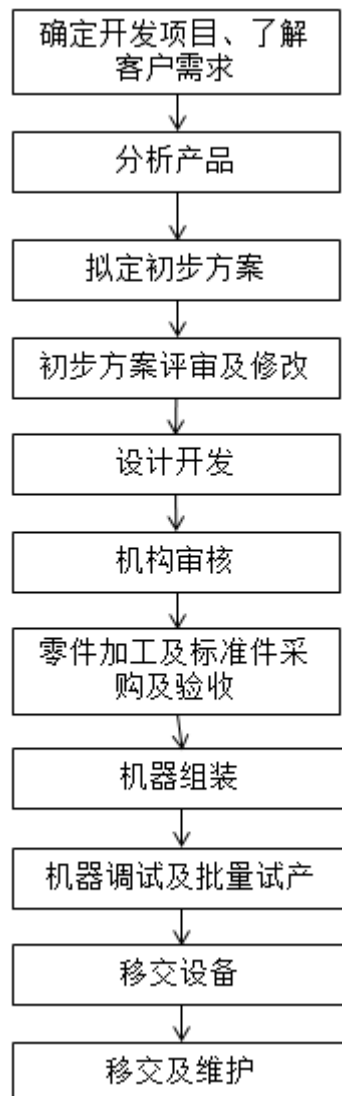 确定开发项目、了解
客户需求
分析产品
拟定初步方案
初步方案评审及修改
设计开发
机构审核
零件加工及标准件采
购及验收
机器组装
机器调试及批量试产
移交设备
移交及维护